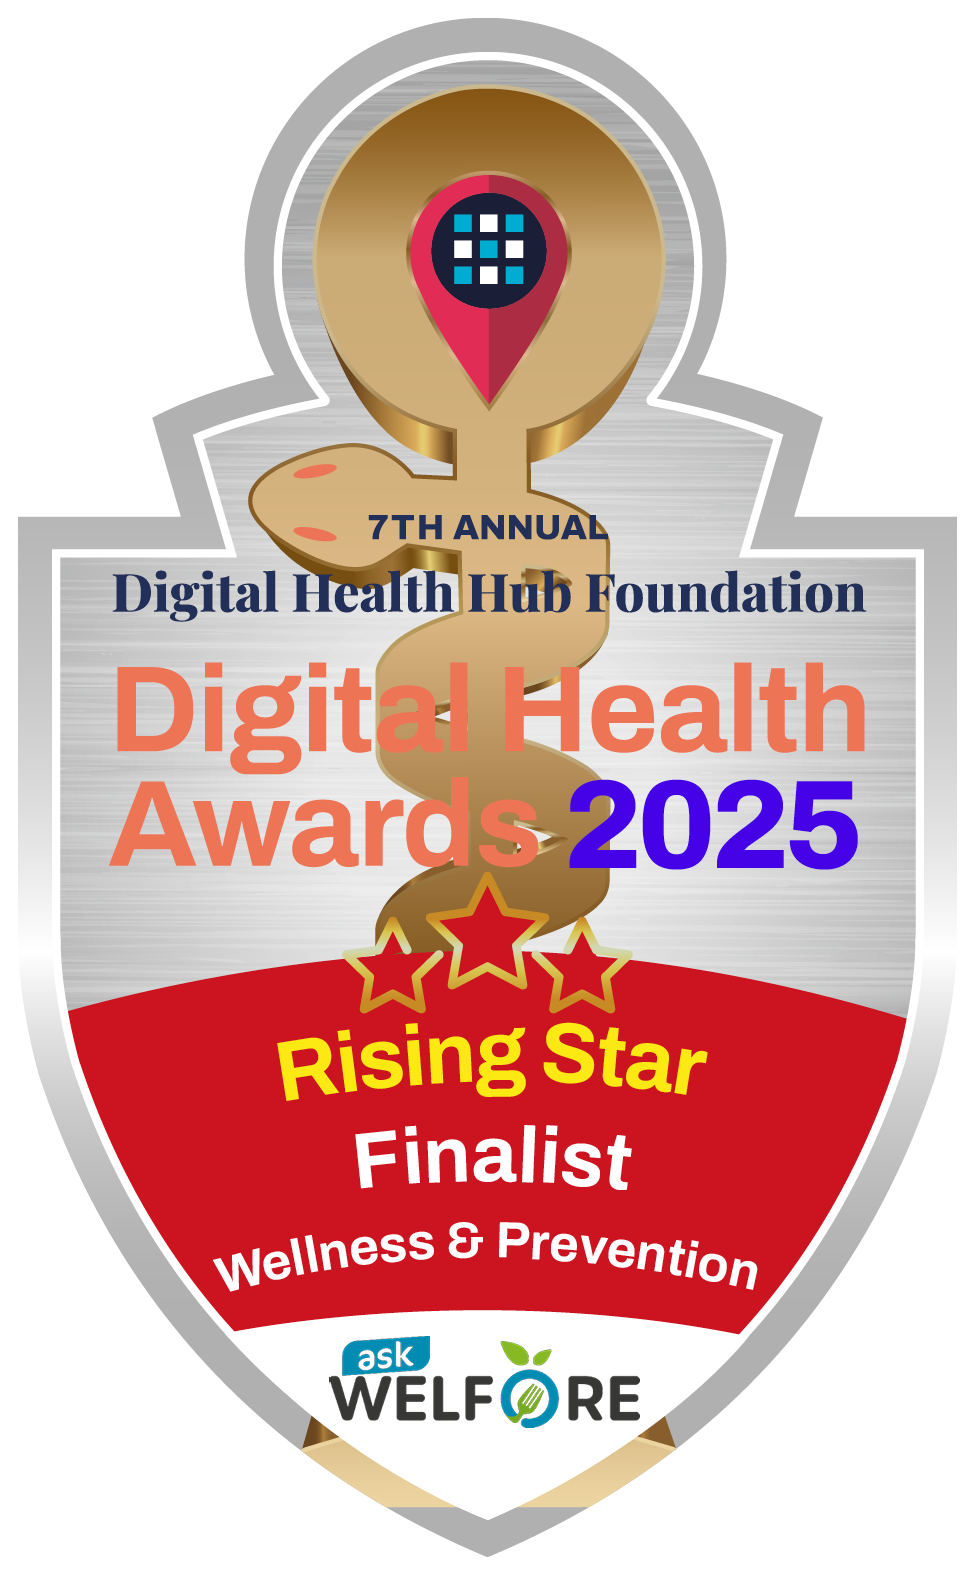 7TH ANNUAL
Digital Health Hub Foundation
Digital Health
Awards 2025
Rising Star
Finalist
Wellness & Prevention
ask
WELFORE